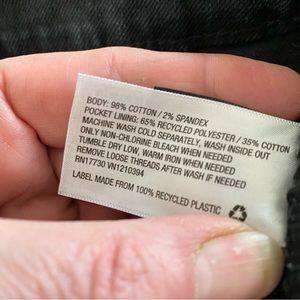 BODY: 98% COTTON / 2% SPANDEX
POCKET LINING: 65% RECYCLED POLYESTER / 35% COTTON
MACHINE WASH COLD SEPARATELY, WASH INSIDE OUT
ONLY NON-CHLORINE BLEACH WHEN NEEDED
TUMBLE DRY LOW, WARM IRON WHEN NEEDED
REMOVE LOOSE THREADS AFTER WASH IF NEEDED
RN17730 VN1210394
LABEL MADE FROM 100% RECYCLED PLASTIC